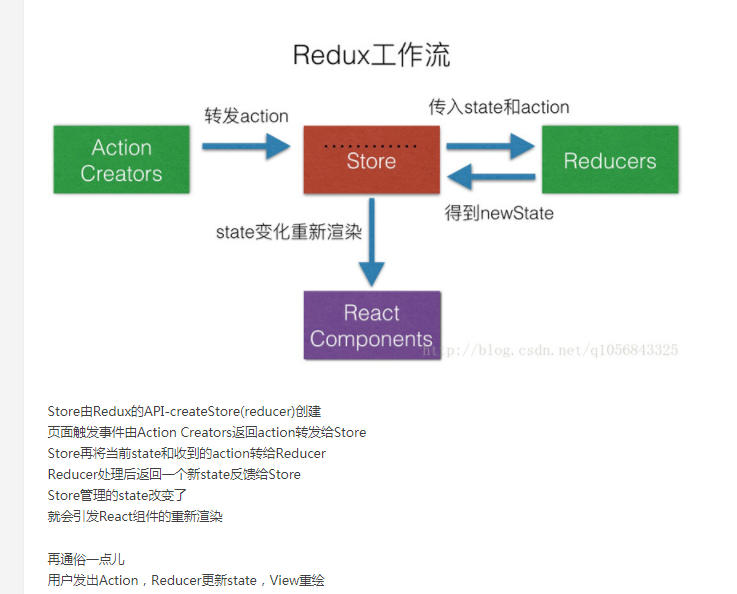 Redux工作流
转发action
传入state和action
Action
Creators
Store
Reducers
得到newState
state变化重新渲染
React
Components
http://blog.csdn.net/q1056843325
Store由Redux的API-createStore(reducer)创建
页面触发事件由Action Creators返回action转发给Store
Store再将当前state和收到的action转给Reducer
Reducer处理后返回一个新state反馈给Store
Store管理的state改变了
就会引发React组件的重新渲染
再通俗一点儿
用户发出Action，Reducer更新state，View重绘